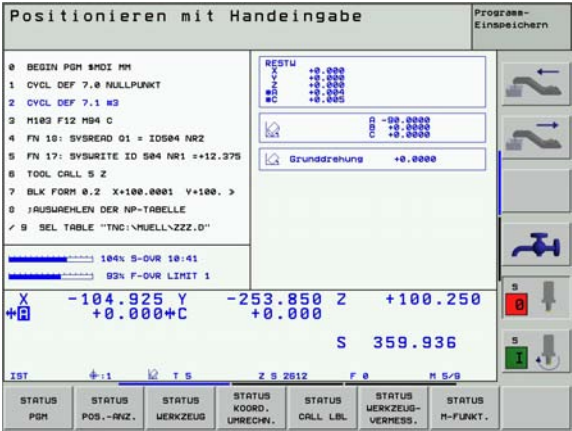 Positionieren mit Handeingabe
Programm-
Einspeichern
0 BEGIN PGM $MDI MM
1 CYCL DEF 7.0 NULLPUNKT
2 CYCL DEF 7.1 #3
3 M103 F12 M94 C
4 FN 18: SYSREAD Q1 = ID504 NR2
5 FN 17: SYSWRITE ID 504 NR1 =+12.375
6 TOOL CALL 5 Z
7 BLK FORM 0.2 X+100.0001 Y+100. >
8 ;AUSWAEHLEN DER NP-TABELLE
/ 9 SEL TABLE "TNC:\MUELL\ZZZ.D"
RESTW
X +0.000
Y +0.000
Z +0.000
*A +0.004
*C +0.005
A -90.0000
B +0.0000
C +0.0000
Grunddrehung +0.0000
104% S-OVR 10:41
93% F-OVR LIMIT 1
X -104.925 Y -253.850 Z +100.250
A +0.000 C +0.000
S 359.936
IST :1 T 5 Z S 2612 F 0 M 5/9
S
0
S
I
STATUS
PGM
STATUS
POS.-ANZ.
STATUS
WERKZEUG
STATUS
KOORD.
UMRECHN.
STATUS
CALL LBL
STATUS
WERKZEUG-
VERMESS.
STATUS
M-FUNKT.